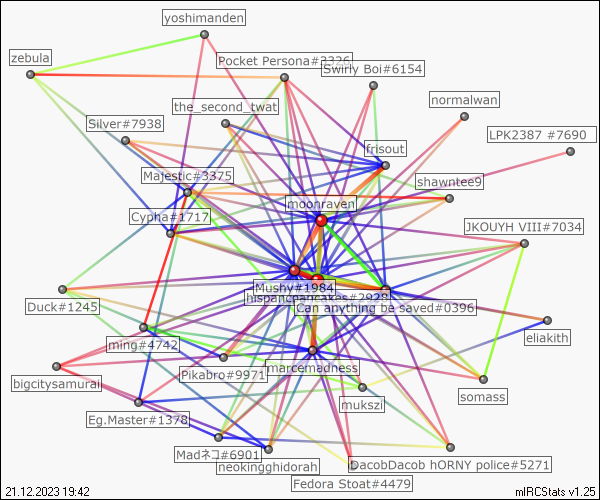 yoshimanden
zebula
Pocket Persona#3326
Swirly Boi#6154
normalwan
the_second_twat
Silver#7938
LPK2387 #7690
frisout
Majestic#3375
shawntee9
moonraven
Cypha#1717
JKOUYH VIII#7034
Mushy#1984
hispancpancakes#2928
Can anything be saved#0396
Duck#1245
eliakith
ming#4742
marcemadness
Pikabro#9971
bigcitysamurai
mukszi
somass
Eg.Master#1378
Madネコ#6901
neokingghidorah
DacobDacob hORNY police#5271
Fedora Stoat#4479
21.12.2023 19:42
mIRCStats v1.25